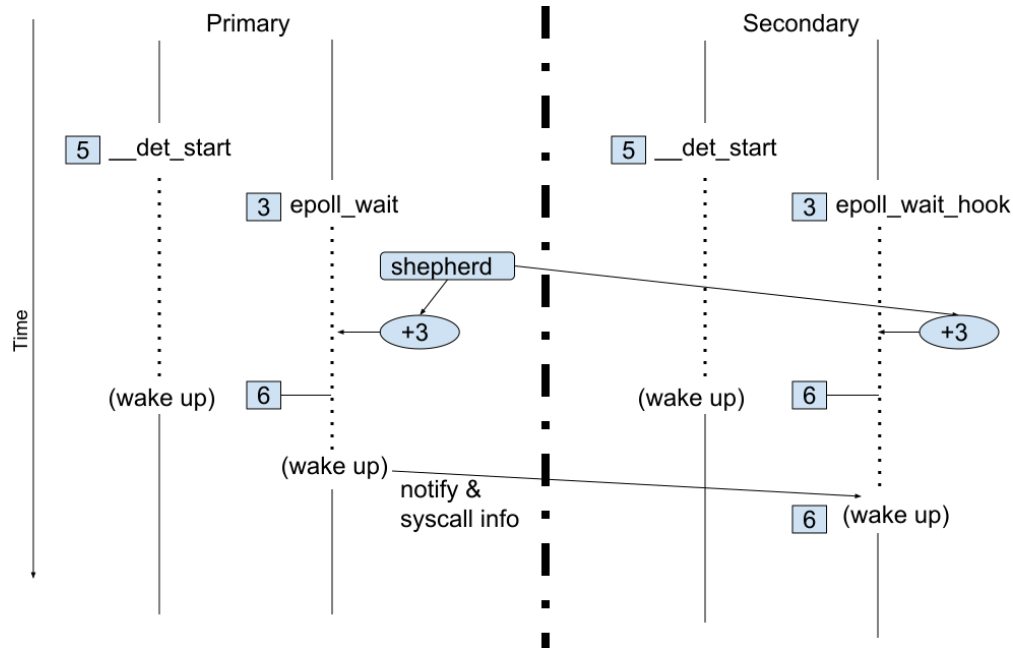 Primary
Secondary
5 __det_start
5 __det_start
3 epoll_wait
3 epoll_wait_hook
shepherd
Time
+3
+3
(wake up)
6
(wake up)
6
(wake up)
notify &
syscall info
6 (wake up)